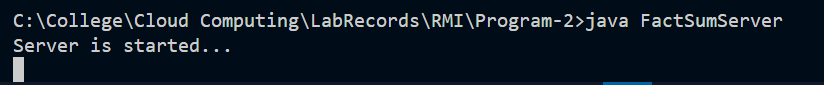 C:\College\Cloud Computing\LabRecords\RMI\Program-2>java FactSumServer
Server is started...